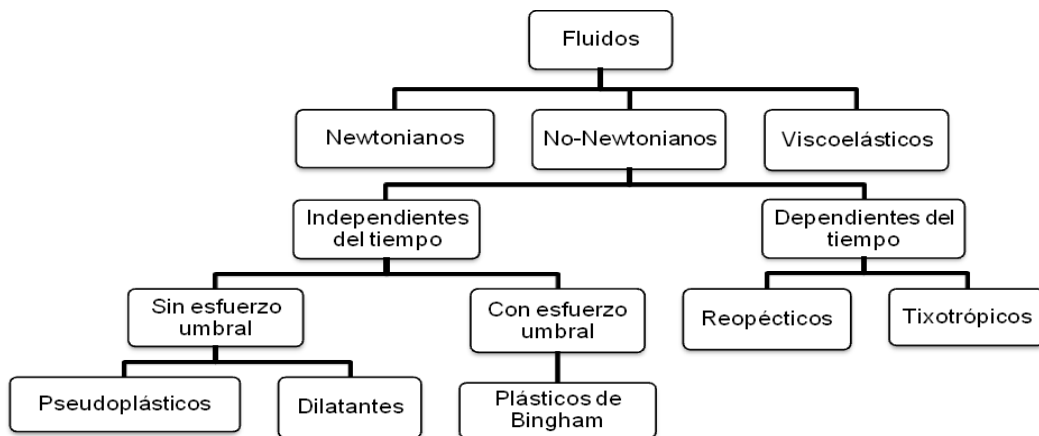 Fluidos
Newtonianos
No-Newtonianos
Viscoelásticos
Independientes
del tiempo
Dependientes del
tiempo
Sin esfuerzo
umbral
Con esfuerzo
umbral
Reopécticos
Tixotrópicos
Pseudoplásticos
Dilatantes
Plásticos de
Bingham